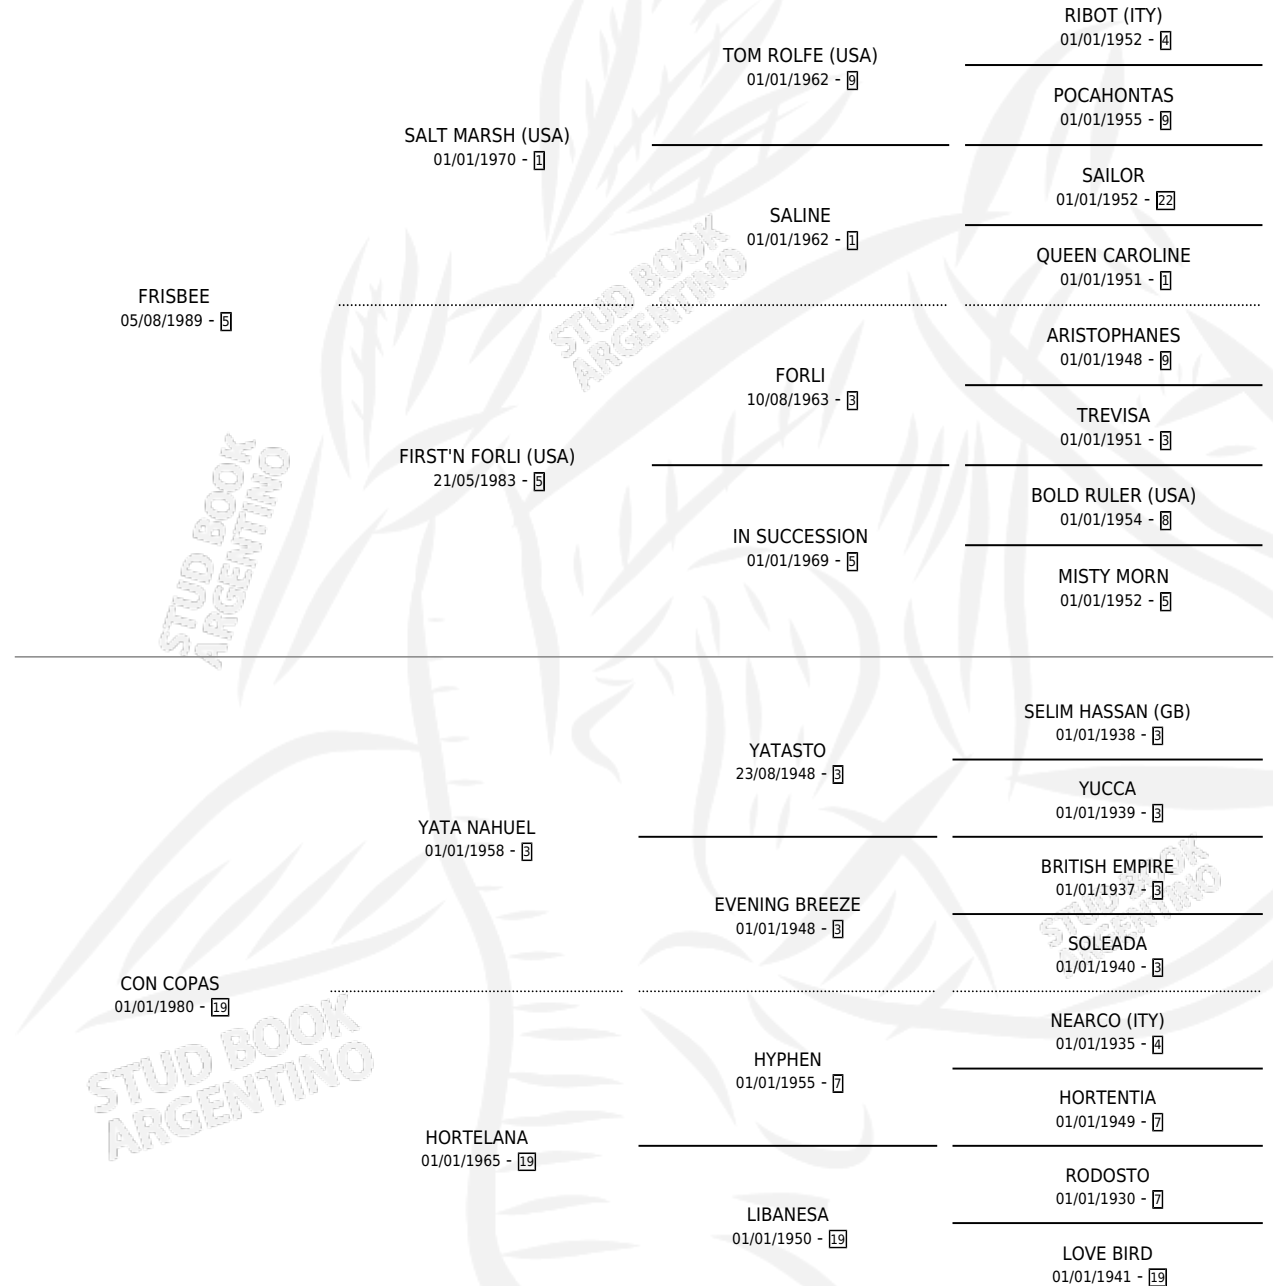 RIBOT (ITY)
01/01/1952 - 4
TOM ROLFE (USA)
01/01/1962 - 9
POCAHONTAS
01/01/1955 - 9
SALT MARSH (USA)
01/01/1970 - 1
SAILOR
01/01/1952 - 22
SALINE
01/01/1962 - 1
QUEEN CAROLINE
01/01/1951 - 1
FRISBEE
05/08/1989 - 5
STUD BOOK
ARGENTINO
ARISTOPHANES
01/01/1948 - 9
FORLI
10/08/1963 - 3
TREVISA
01/01/1951 - 3
FIRST'N FORLI (USA)
21/05/1983 - 5
BOLD RULER (USA)
01/01/1954 - 8
IN SUCCESSION
01/01/1969 - 5
MISTY MORN
01/01/1952 - 5
STUD BOOK
ARGENTINO
SELIM HASSAN (GB)
01/01/1938 - 3
YATASTO
23/08/1948 - 3
YUCCA
01/01/1939 - 3
YATA NAHUEL
01/01/1958 - 3
BRITISH EMPIRE
01/01/1937 - 3
EVENING BREEZE
01/01/1948 - 3
SOLEADA
01/01/1940 - 3
STUD BOOK
ARGENTINO
CON COPAS
01/01/1980 - 19
NEARCO (ITY)
01/01/1935 - 4
HYPHEN
01/01/1955 - 7
HORTENTIA
01/01/1949 - 7
STUD BOOK
ARGENTINO
HORTELANA
01/01/1965 - 19
RODOSTO
01/01/1930 - 7
LIBANESA
01/01/1950 - 19
LOVE BIRD
01/01/1941 - 19